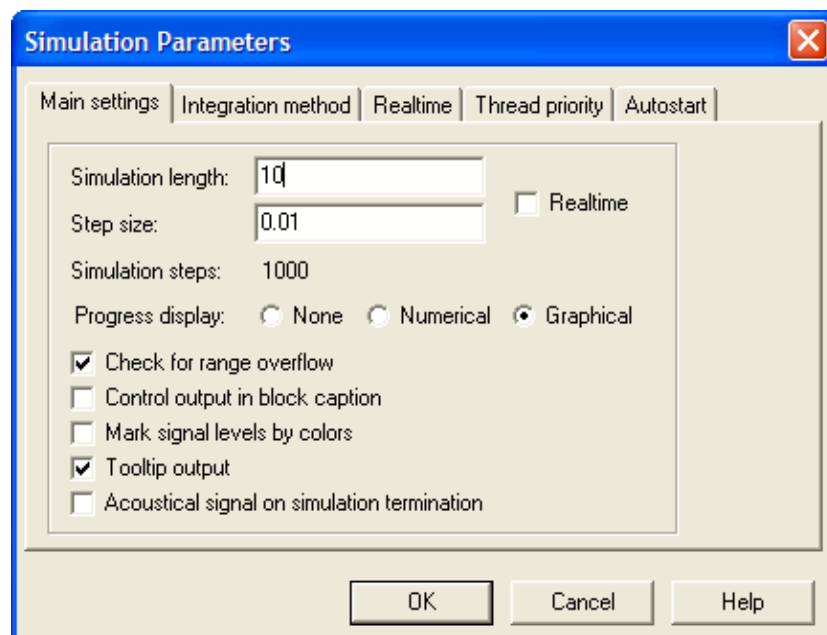 Simulation Parameters
Main settings Integration method Realtime Thread priority Autostart
Simulation length: 10
Realtime
Step size: 0.01
Simulation steps: 1000
Progress display: None Numerical Graphical
Check for range overflow
Control output in block caption
Mark signal levels by colors
Tooltip output
Acoustical signal on simulation termination
OK Cancel Help